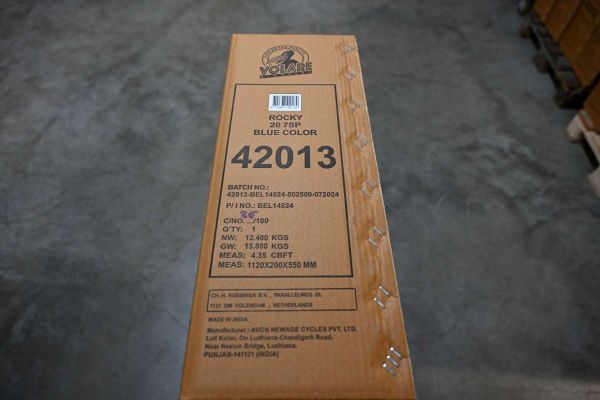 VOLARE
ROCKY
20 7SP
BLUE COLOR
42013
BATCH NO.:
42013-BEL14824-502509-072024
P/I NO.: BEL14824
C/NO. 86/100
Q'TY: 1
NW: 12.400 KGS
GW: 15.800 KGS
MEAS: 4.35 CBFT
MEAS: 1120X200X550 MM
CH. H. KUBBINGA B.V. , PARALLELWEG
1131 DM VOLENDAM , NETHERLANDS
MADE IN INDIA
Manufacturer : AVON NEWAGE CYCLES PVT. LTD.
Lall Kalan, On Ludhiana-Chandigarh Road,
Near Neelon Bridge, Ludhiana.
PUNJAB-141121 (INDIA)